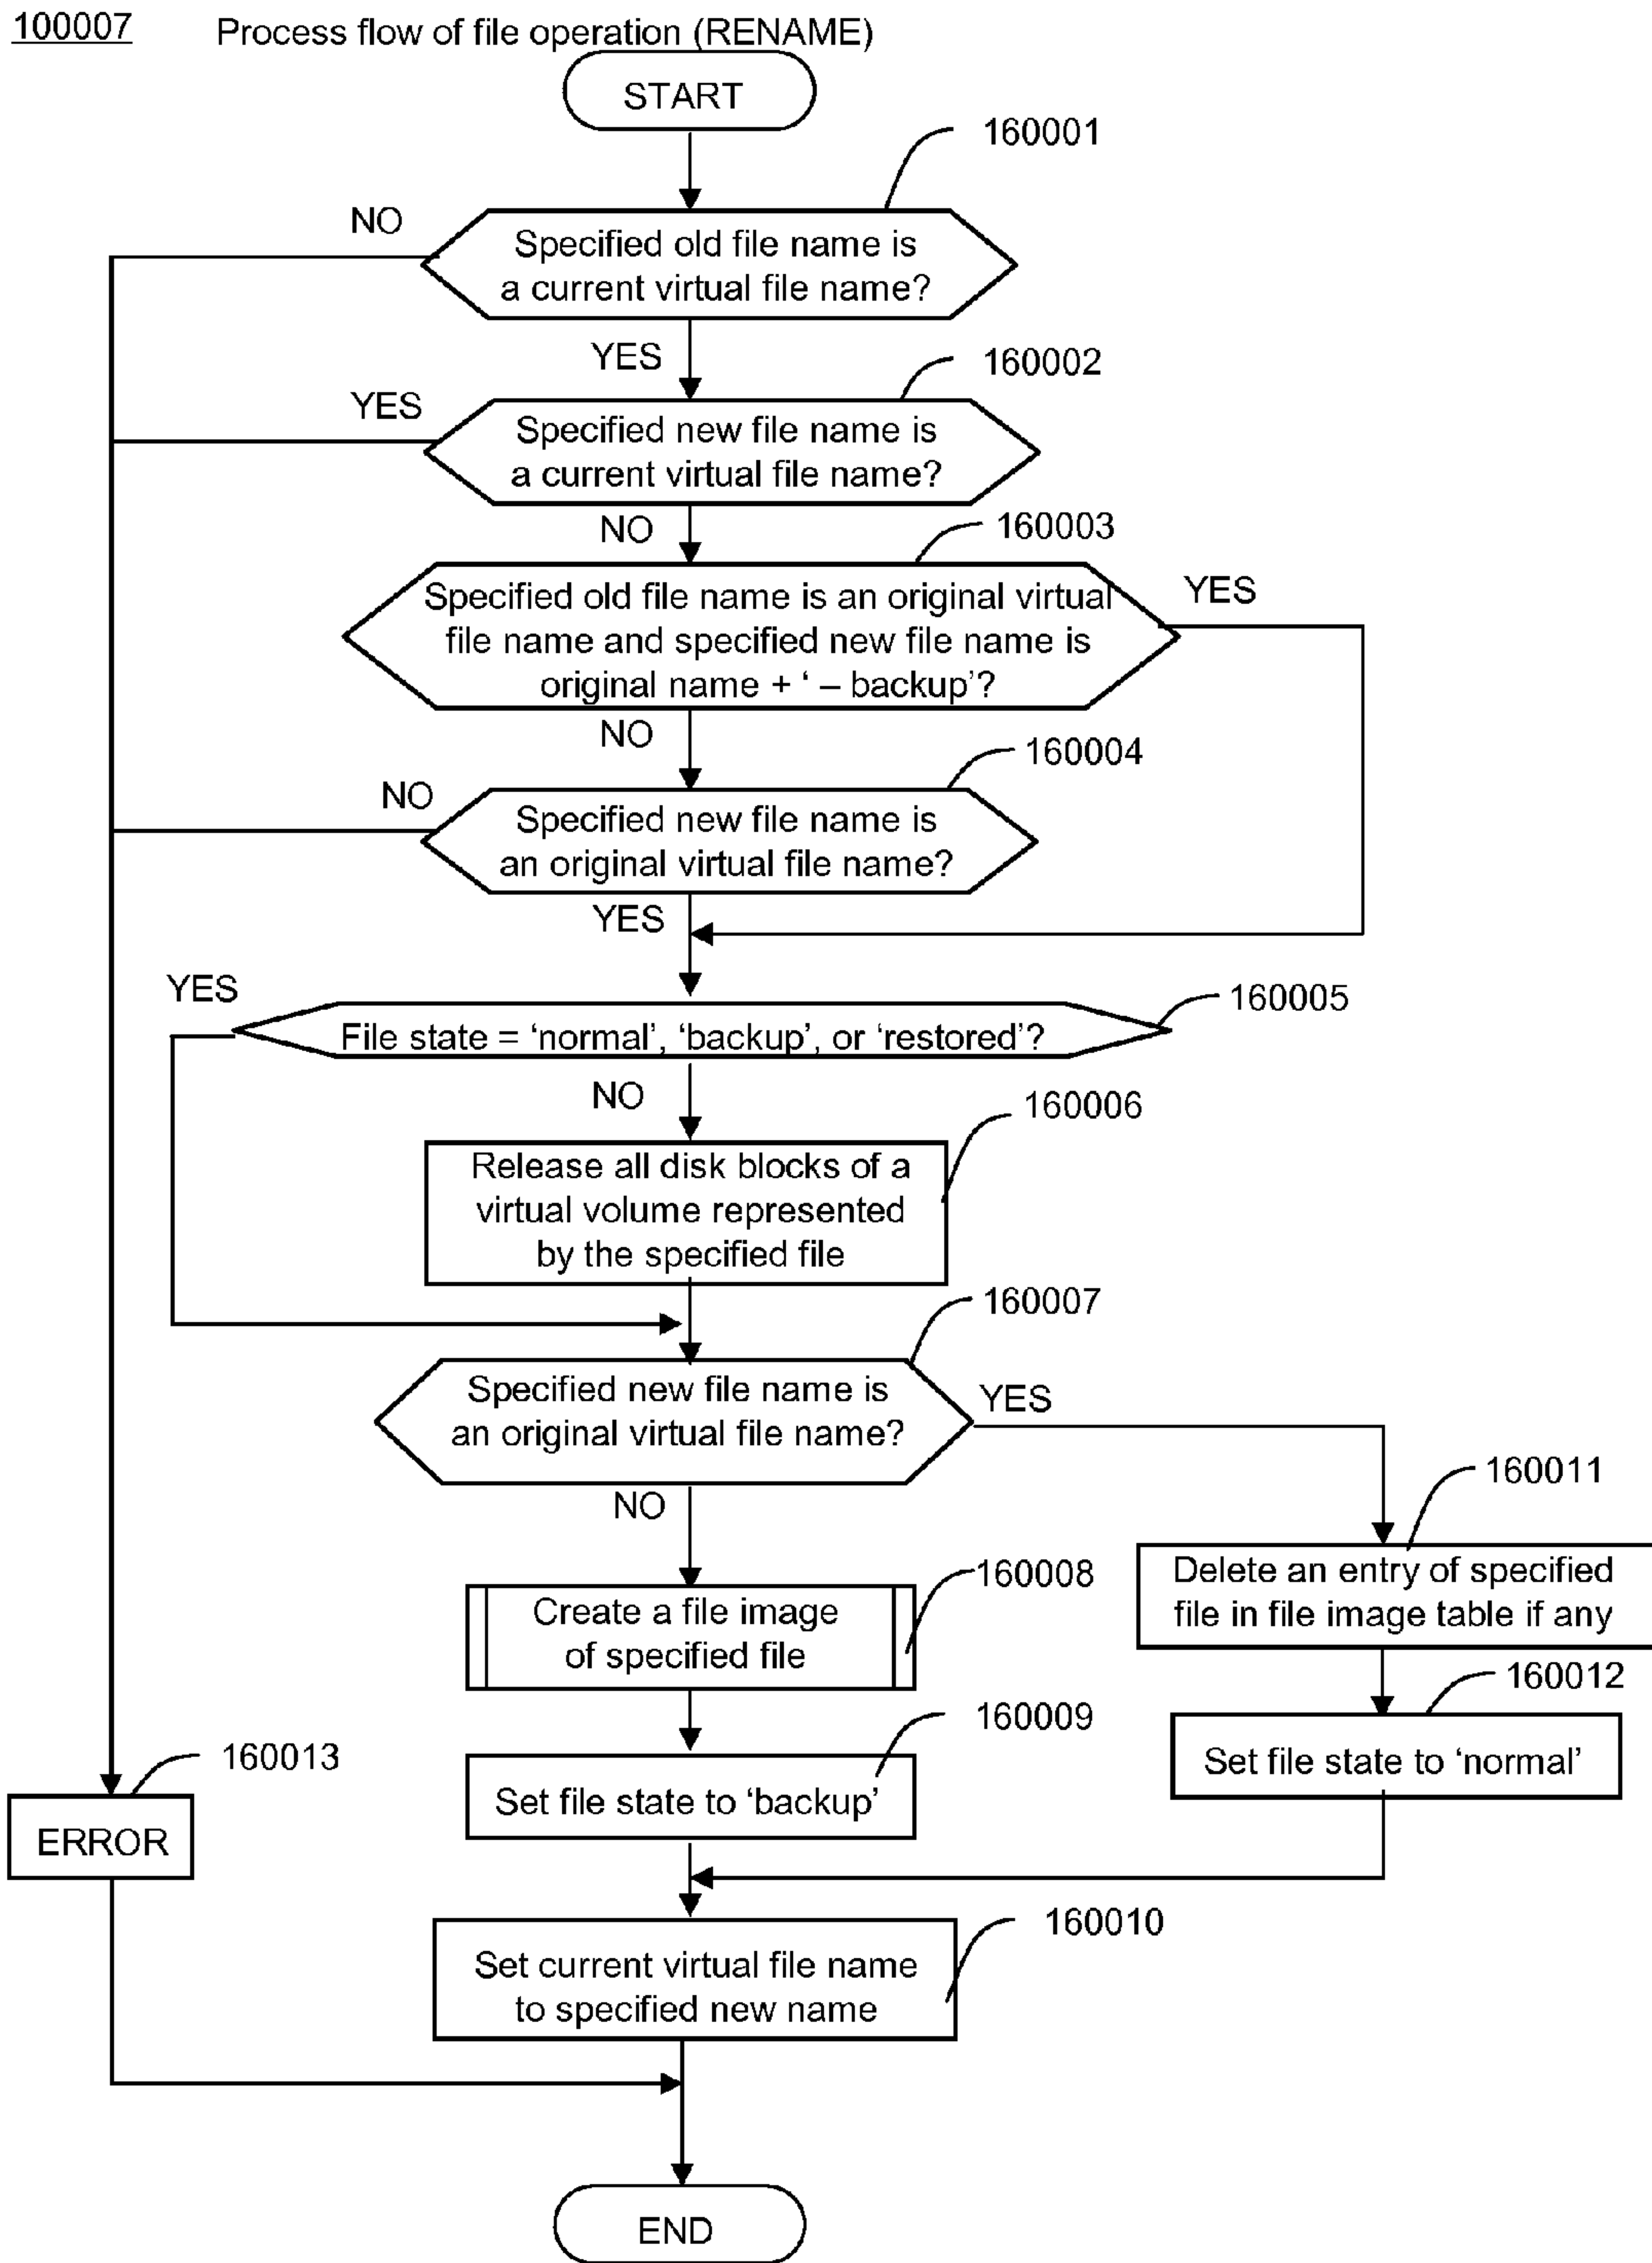 100007
Process flow of file operation (RENAME)
START
160001
NO
Specified old file name is
a current virtual file name?
YES
160002
YES
Specified new file name is
a current virtual file name?
NO
160003
YES
Specified old file name is an original virtual
file name and specified new file name is
original name + ‘ – backup’?
NO
160004
NO
Specified new file name is
an original virtual file name?
YES
YES
160005
File state = ‘normal’, ‘backup’, or ‘restored’?
NO
160006
Release all disk blocks of a
virtual volume represented
by the specified file
160007
Specified new file name is
an original virtual file name?
YES
NO
160011
Delete an entry of specified
file in file image table if any
160008
Create a file image
of specified file
160012
Set file state to ‘normal’
160009
Set file state to ‘backup’
160013
ERROR
160010
Set current virtual file name
to specified new name
END